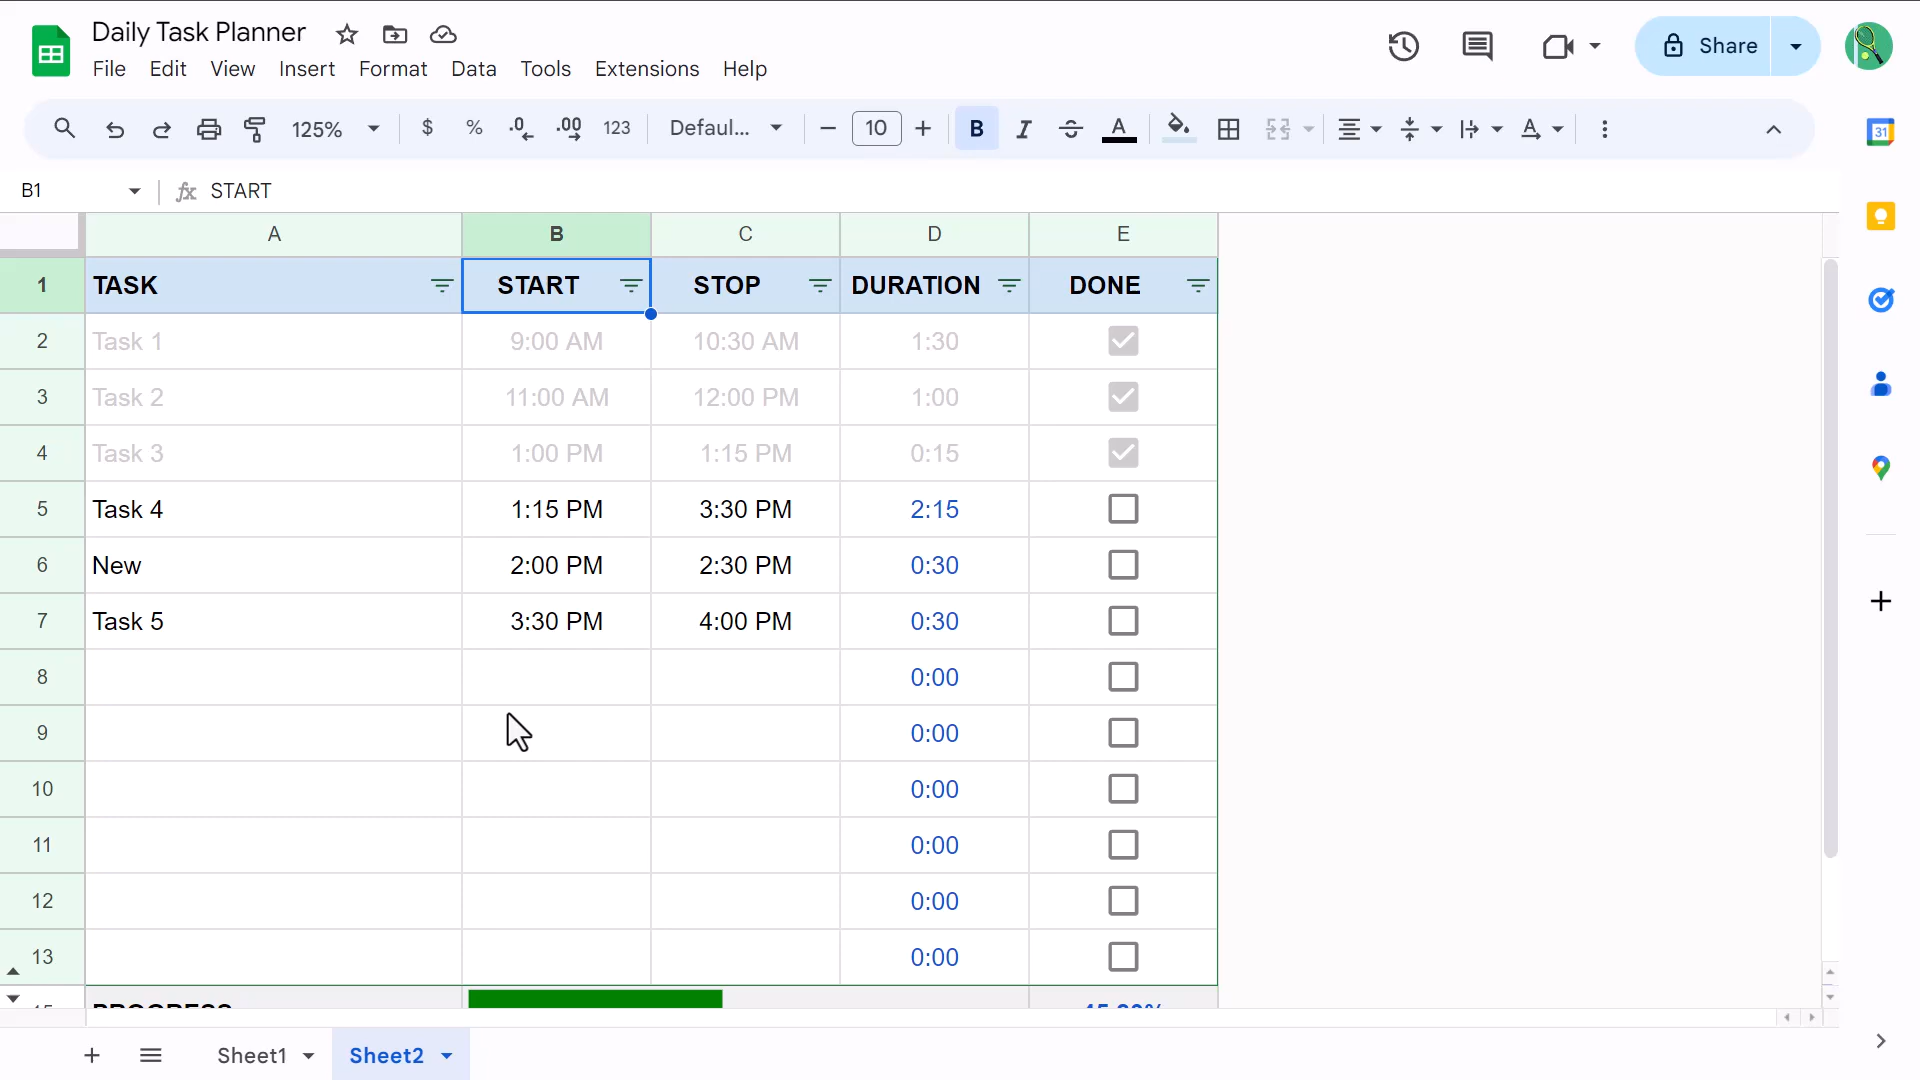 Daily Task Planner
File Edit View Insert Format Data Tools Extensions Help
Share
125% $ % .0 .00 123 Defaul... 10 B I S A A
31
B1 fx START
A B C D E
1 TASK START STOP DURATION DONE
2 Task 1 9:00 AM 10:30 AM 1:30
3 Task 2 11:00 AM 12:00 PM 1:00
4 Task 3 1:00 PM 1:15 PM 0:15
5 Task 4 1:15 PM 3:30 PM 2:15
6 New 2:00 PM 2:30 PM 0:30
7 Task 5 3:30 PM 4:00 PM 0:30
8 0:00
9 0:00
10 0:00
11 0:00
12 0:00
13 0:00
PROGRESS
Sheet1 Sheet2